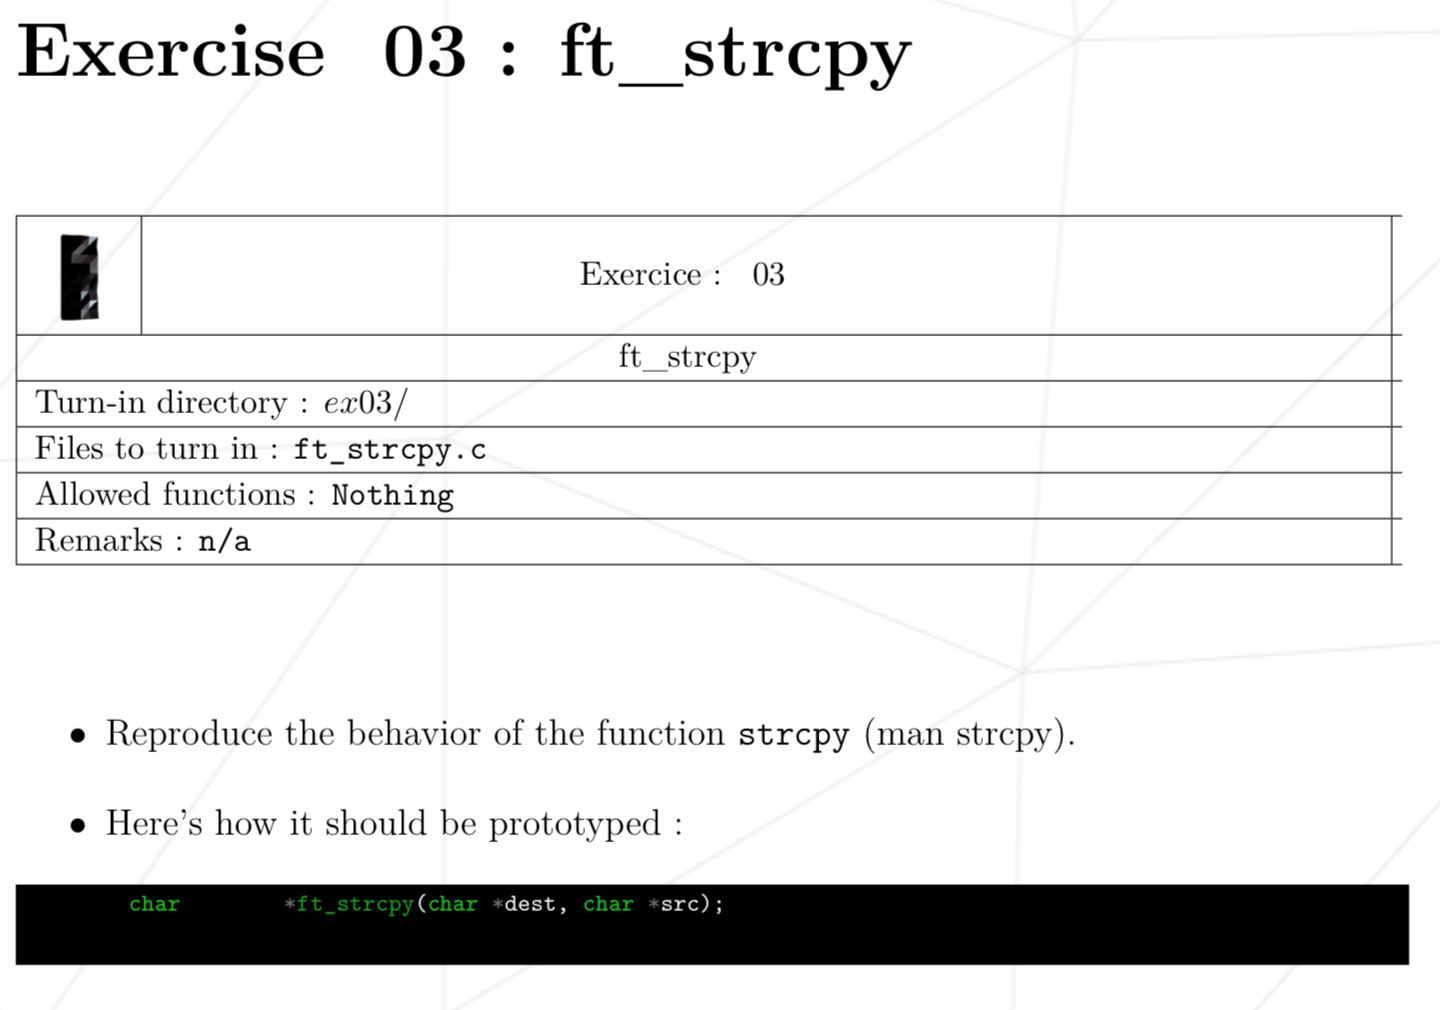 Exercise 03 : ft_strcpy
Exercice : 03
ft_strcpy
Turn-in directory : ex03/
Files to turn in : ft_strcpy.c
Allowed functions : Nothing
Remarks : n/a
• Reproduce the behavior of the function strcpy (man strcpy).
• Here's how it should be prototyped :
char *ft_strcpy(char *dest, char *src);